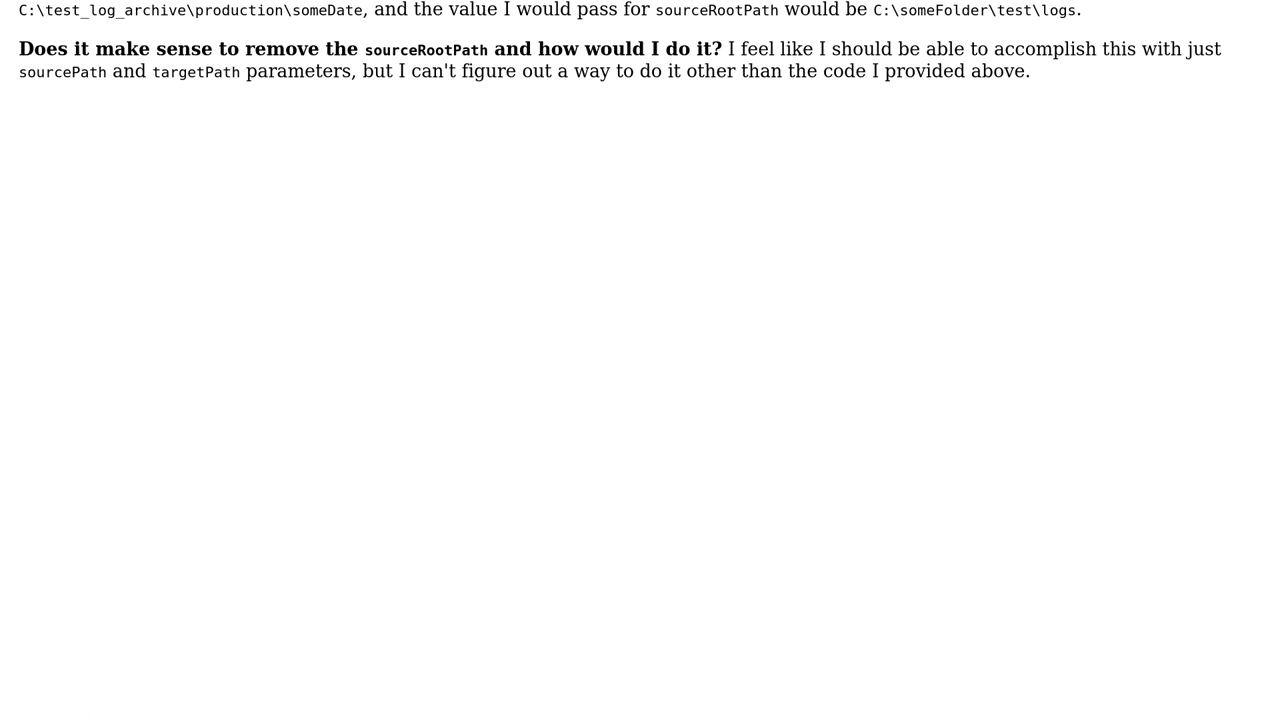 C:\test_log_archive\production\someDate, and the value I would pass for sourceRootPath would be C:\someFolder\test\logs.
Does it make sense to remove the sourceRootPath and how would I do it? I feel like I should be able to accomplish this with just
sourcePath and targetPath parameters, but I can't figure out a way to do it other than the code I provided above.